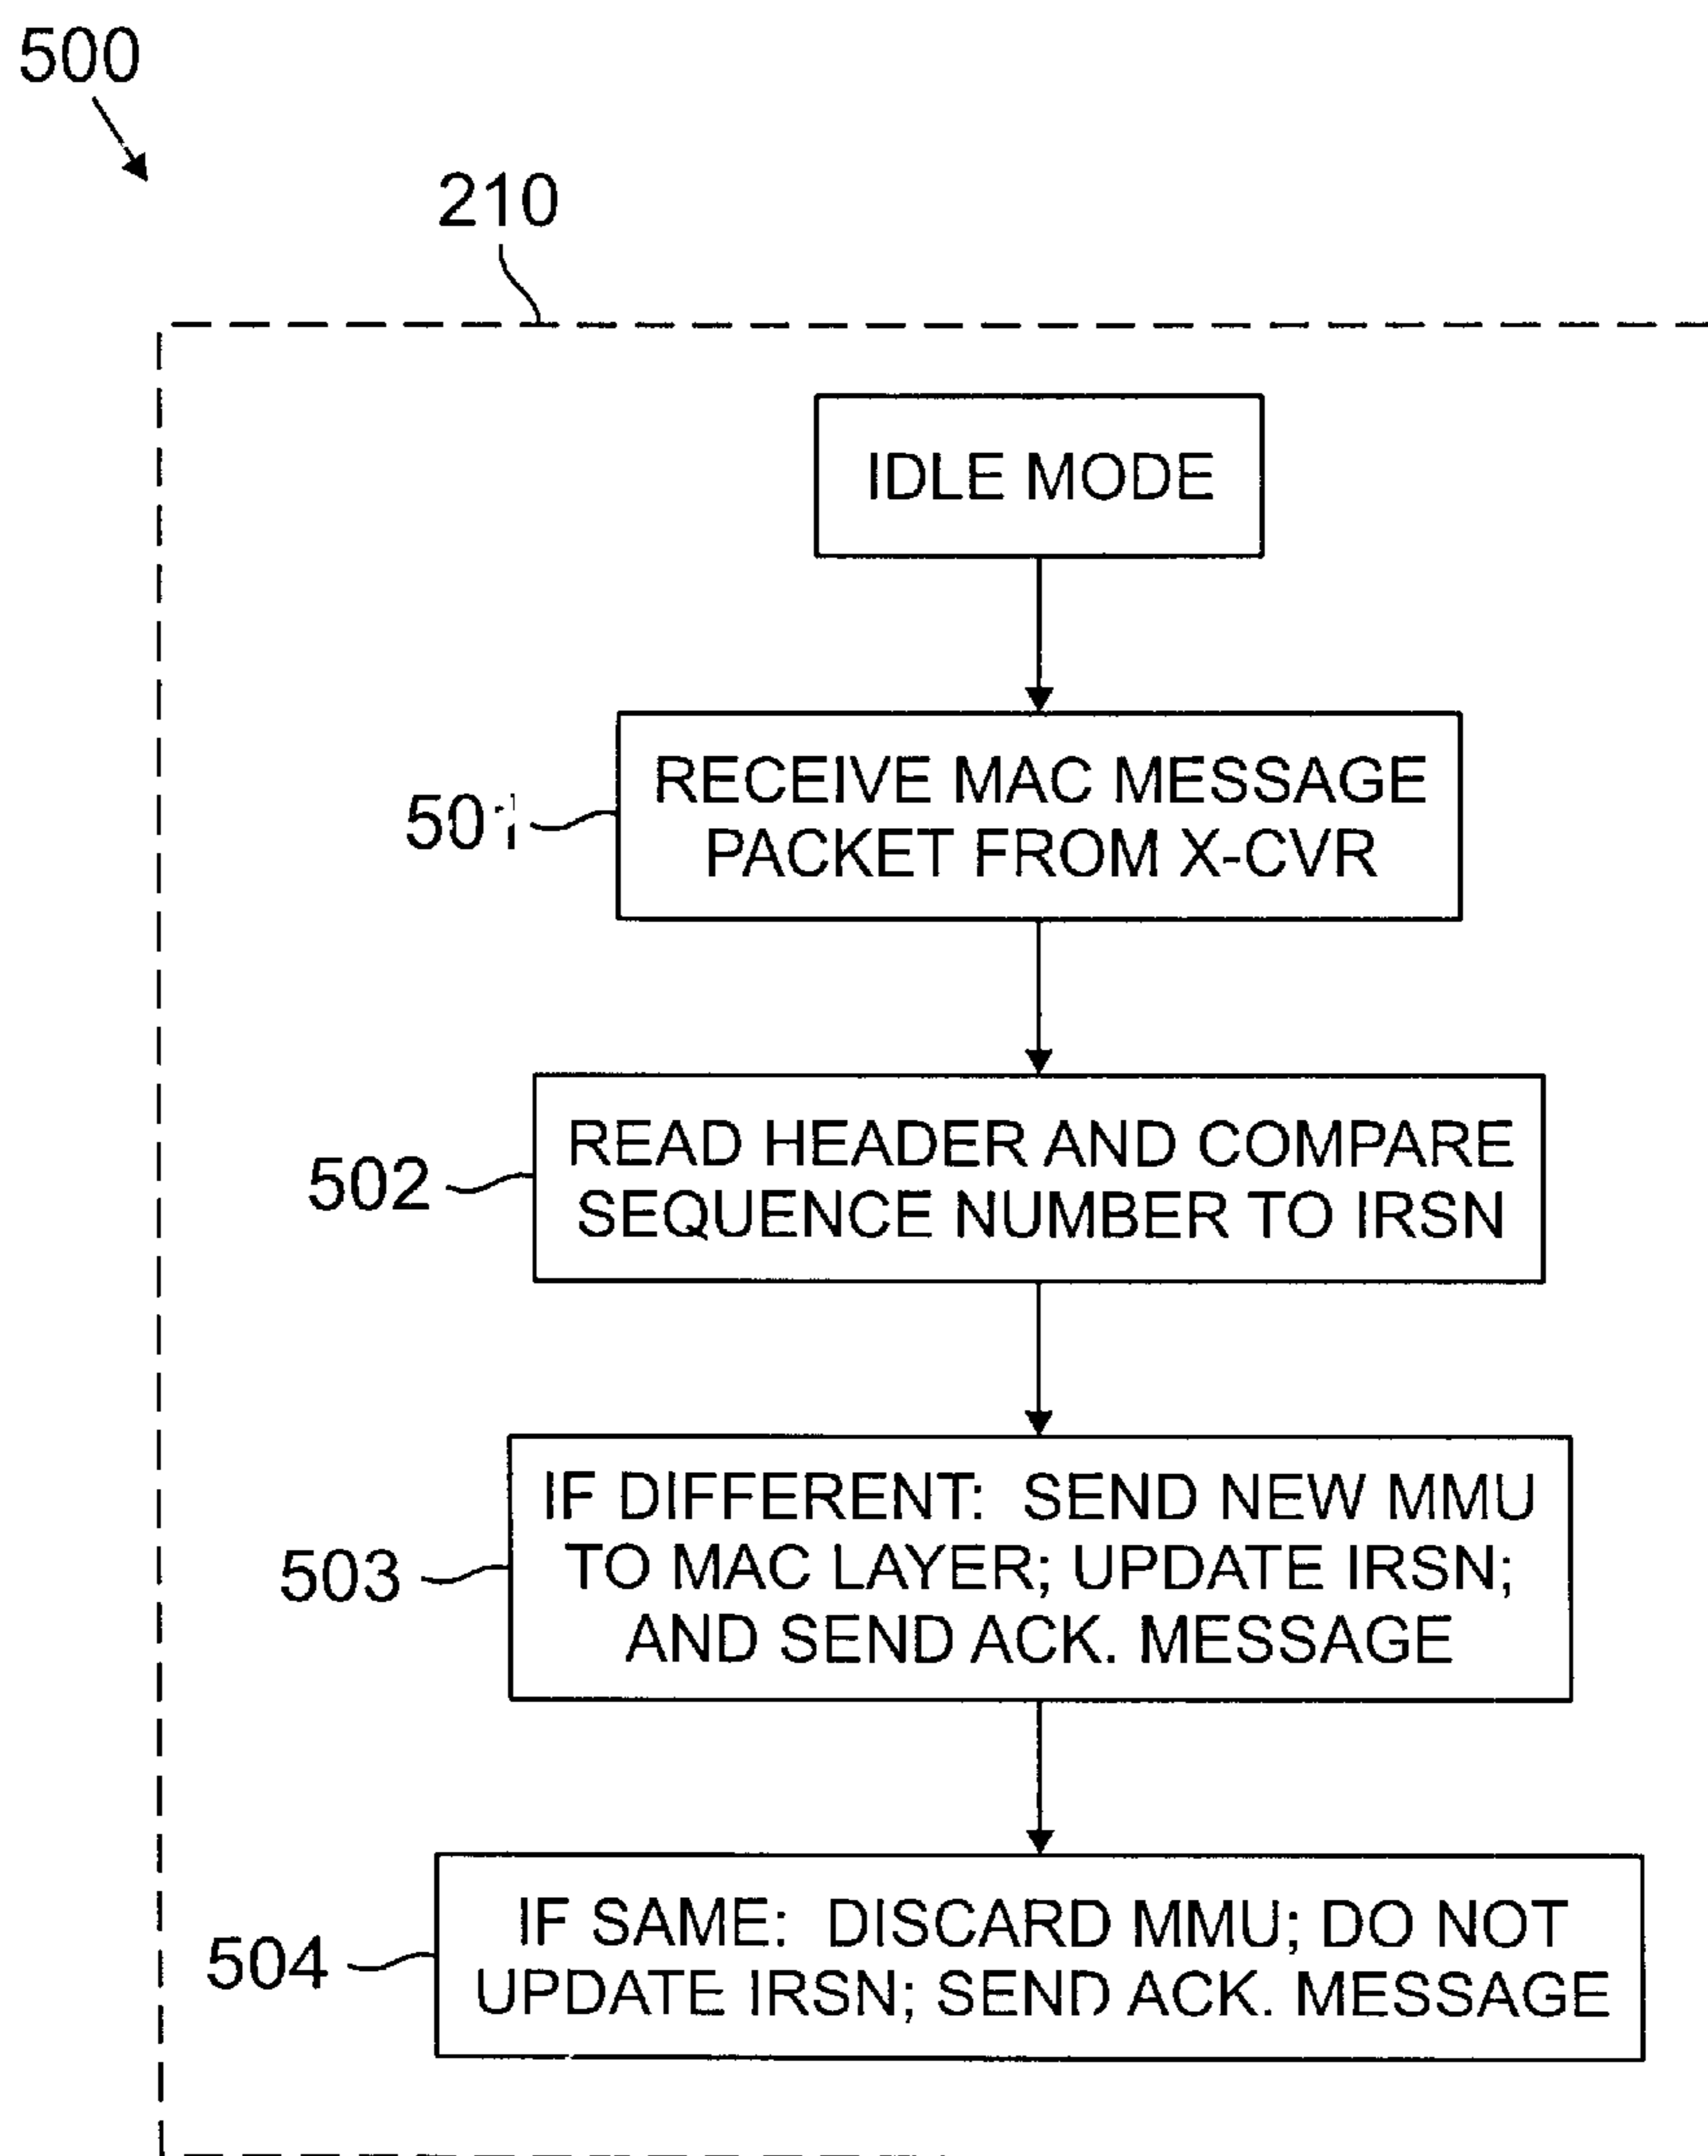 500
210
IDLE MODE
RECEIVE MAC MESSAGE
PACKET FROM X-CVR
501
READ HEADER AND COMPARE
SEQUENCE NUMBER TO IRSN
502
IF DIFFERENT: SEND NEW MMU
TO MAC LAYER; UPDATE IRSN;
AND SEND ACK. MESSAGE
503
IF SAME: DISCARD MMU; DO NOT
UPDATE IRSN; SEND ACK. MESSAGE
504